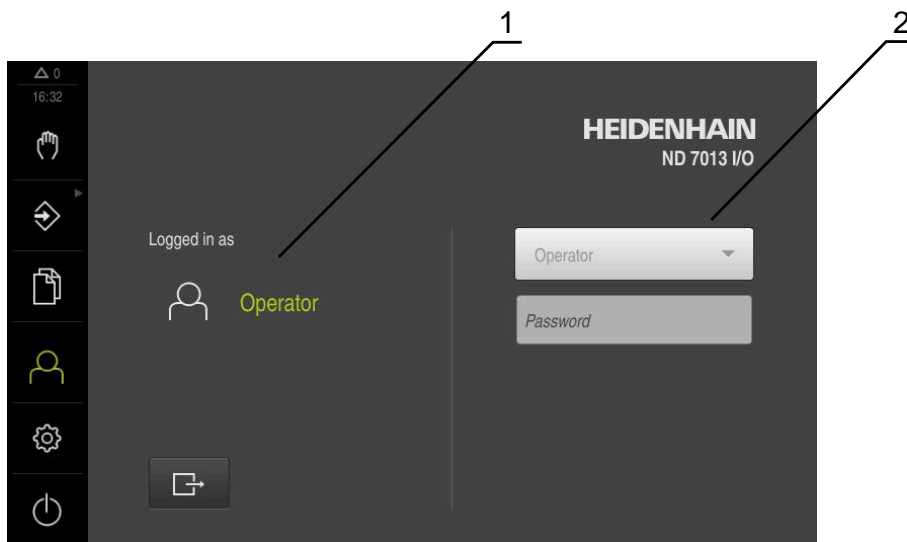 1
2
0
16:32
HEIDENHAIN
ND 7013 I/O
Logged in as
Operator
Operator
Password